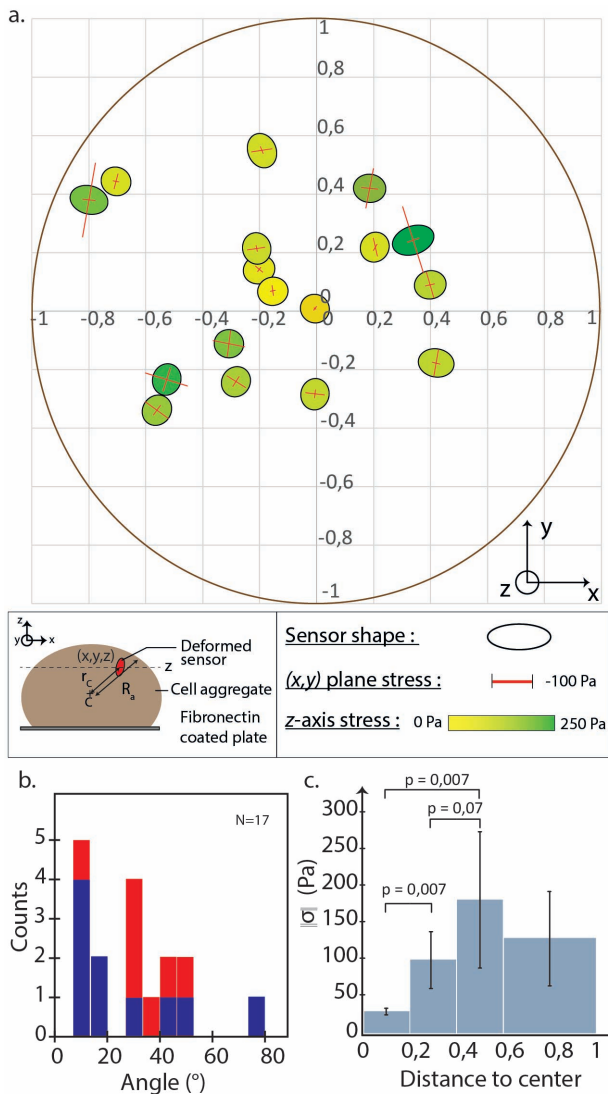 a.
1
0,8
0,6
0,4
0,2
0
-1 -0,8 -0,6 -0,4 -0,2 0 0,2 0,4 0,6 0,8 1
-0,2
-0,4
-0,6
-0,8
-1
y
z x
z
y x
(x,y,z)
Deformed
sensor
z
r_C
R_a
C
Cell aggregate
Fibronectin
coated plate
Sensor shape :
(x,y) plane stress :
-100 Pa
z-axis stress :
0 Pa
250 Pa
b.
N=17
5
4
3
2
1
0
Counts
0 20 40 60 80
Angle (°)
c.
p = 0,007
p = 0,07
p = 0,007
300
250
200
150
100
50
0
||σ|| (Pa)
0 0,2 0,4 0,6 0,8 1
Distance to center